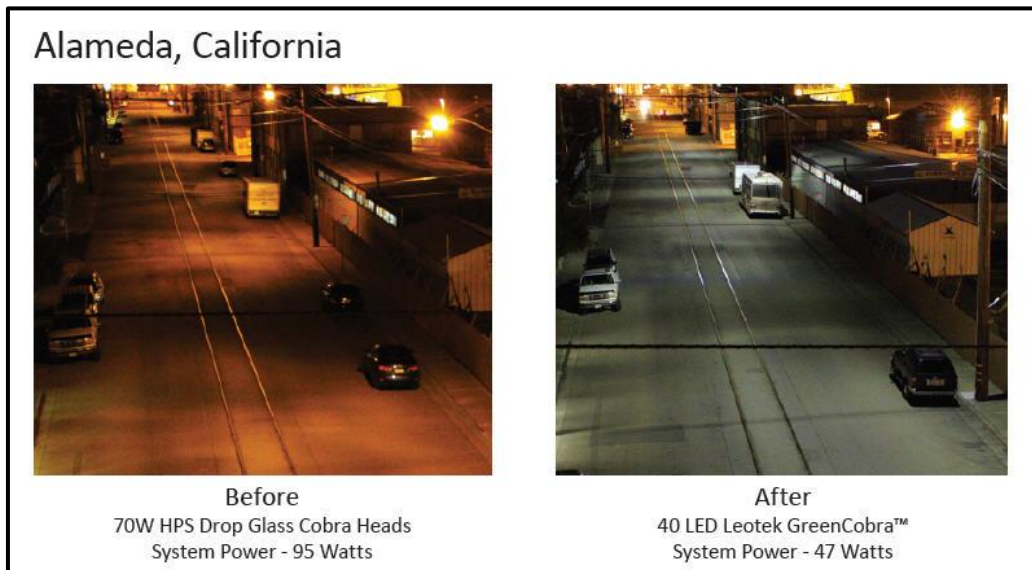 Alameda, California
Before
70W HPS Drop Glass Cobra Heads
System Power - 95 Watts
After
40 LED Leotek GreenCobra™
System Power - 47 Watts